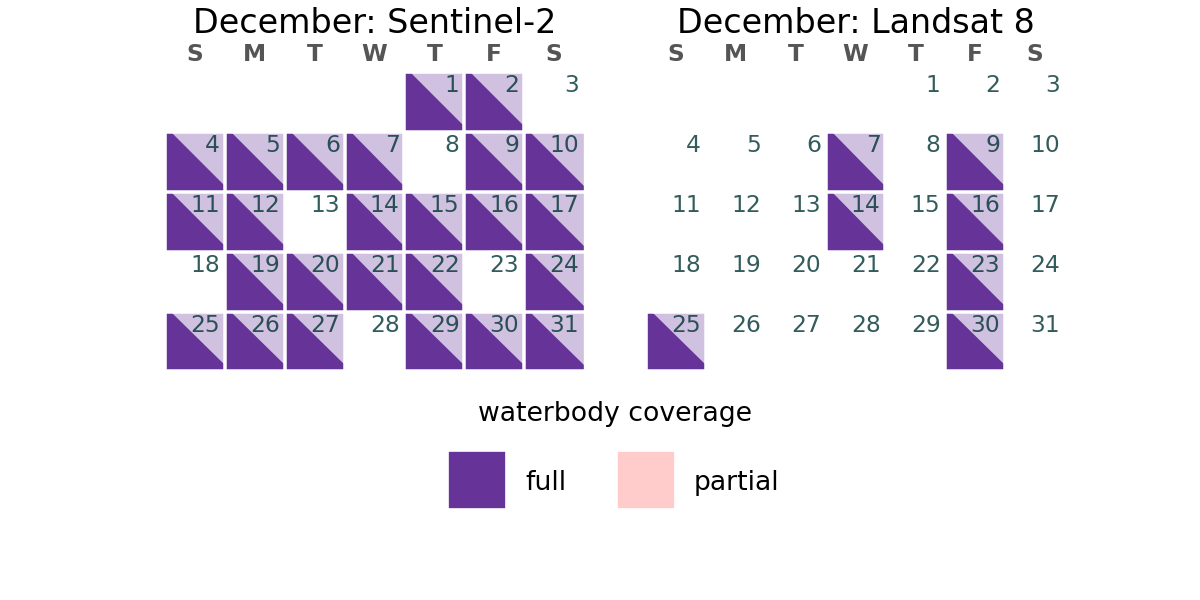 December: Sentinel-2
S M T W T F S
1 2 3
4 5 6 7 8 9 10
11 12 13 14 15 16 17
18 19 20 21 22 23 24
25 26 27 28 29 30 31
December: Landsat 8
S M T W T F S
1 2 3
4 5 6 7 8 9 10
11 12 13 14 15 16 17
18 19 20 21 22 23 24
25 26 27 28 29 30 31
waterbody coverage
full partial